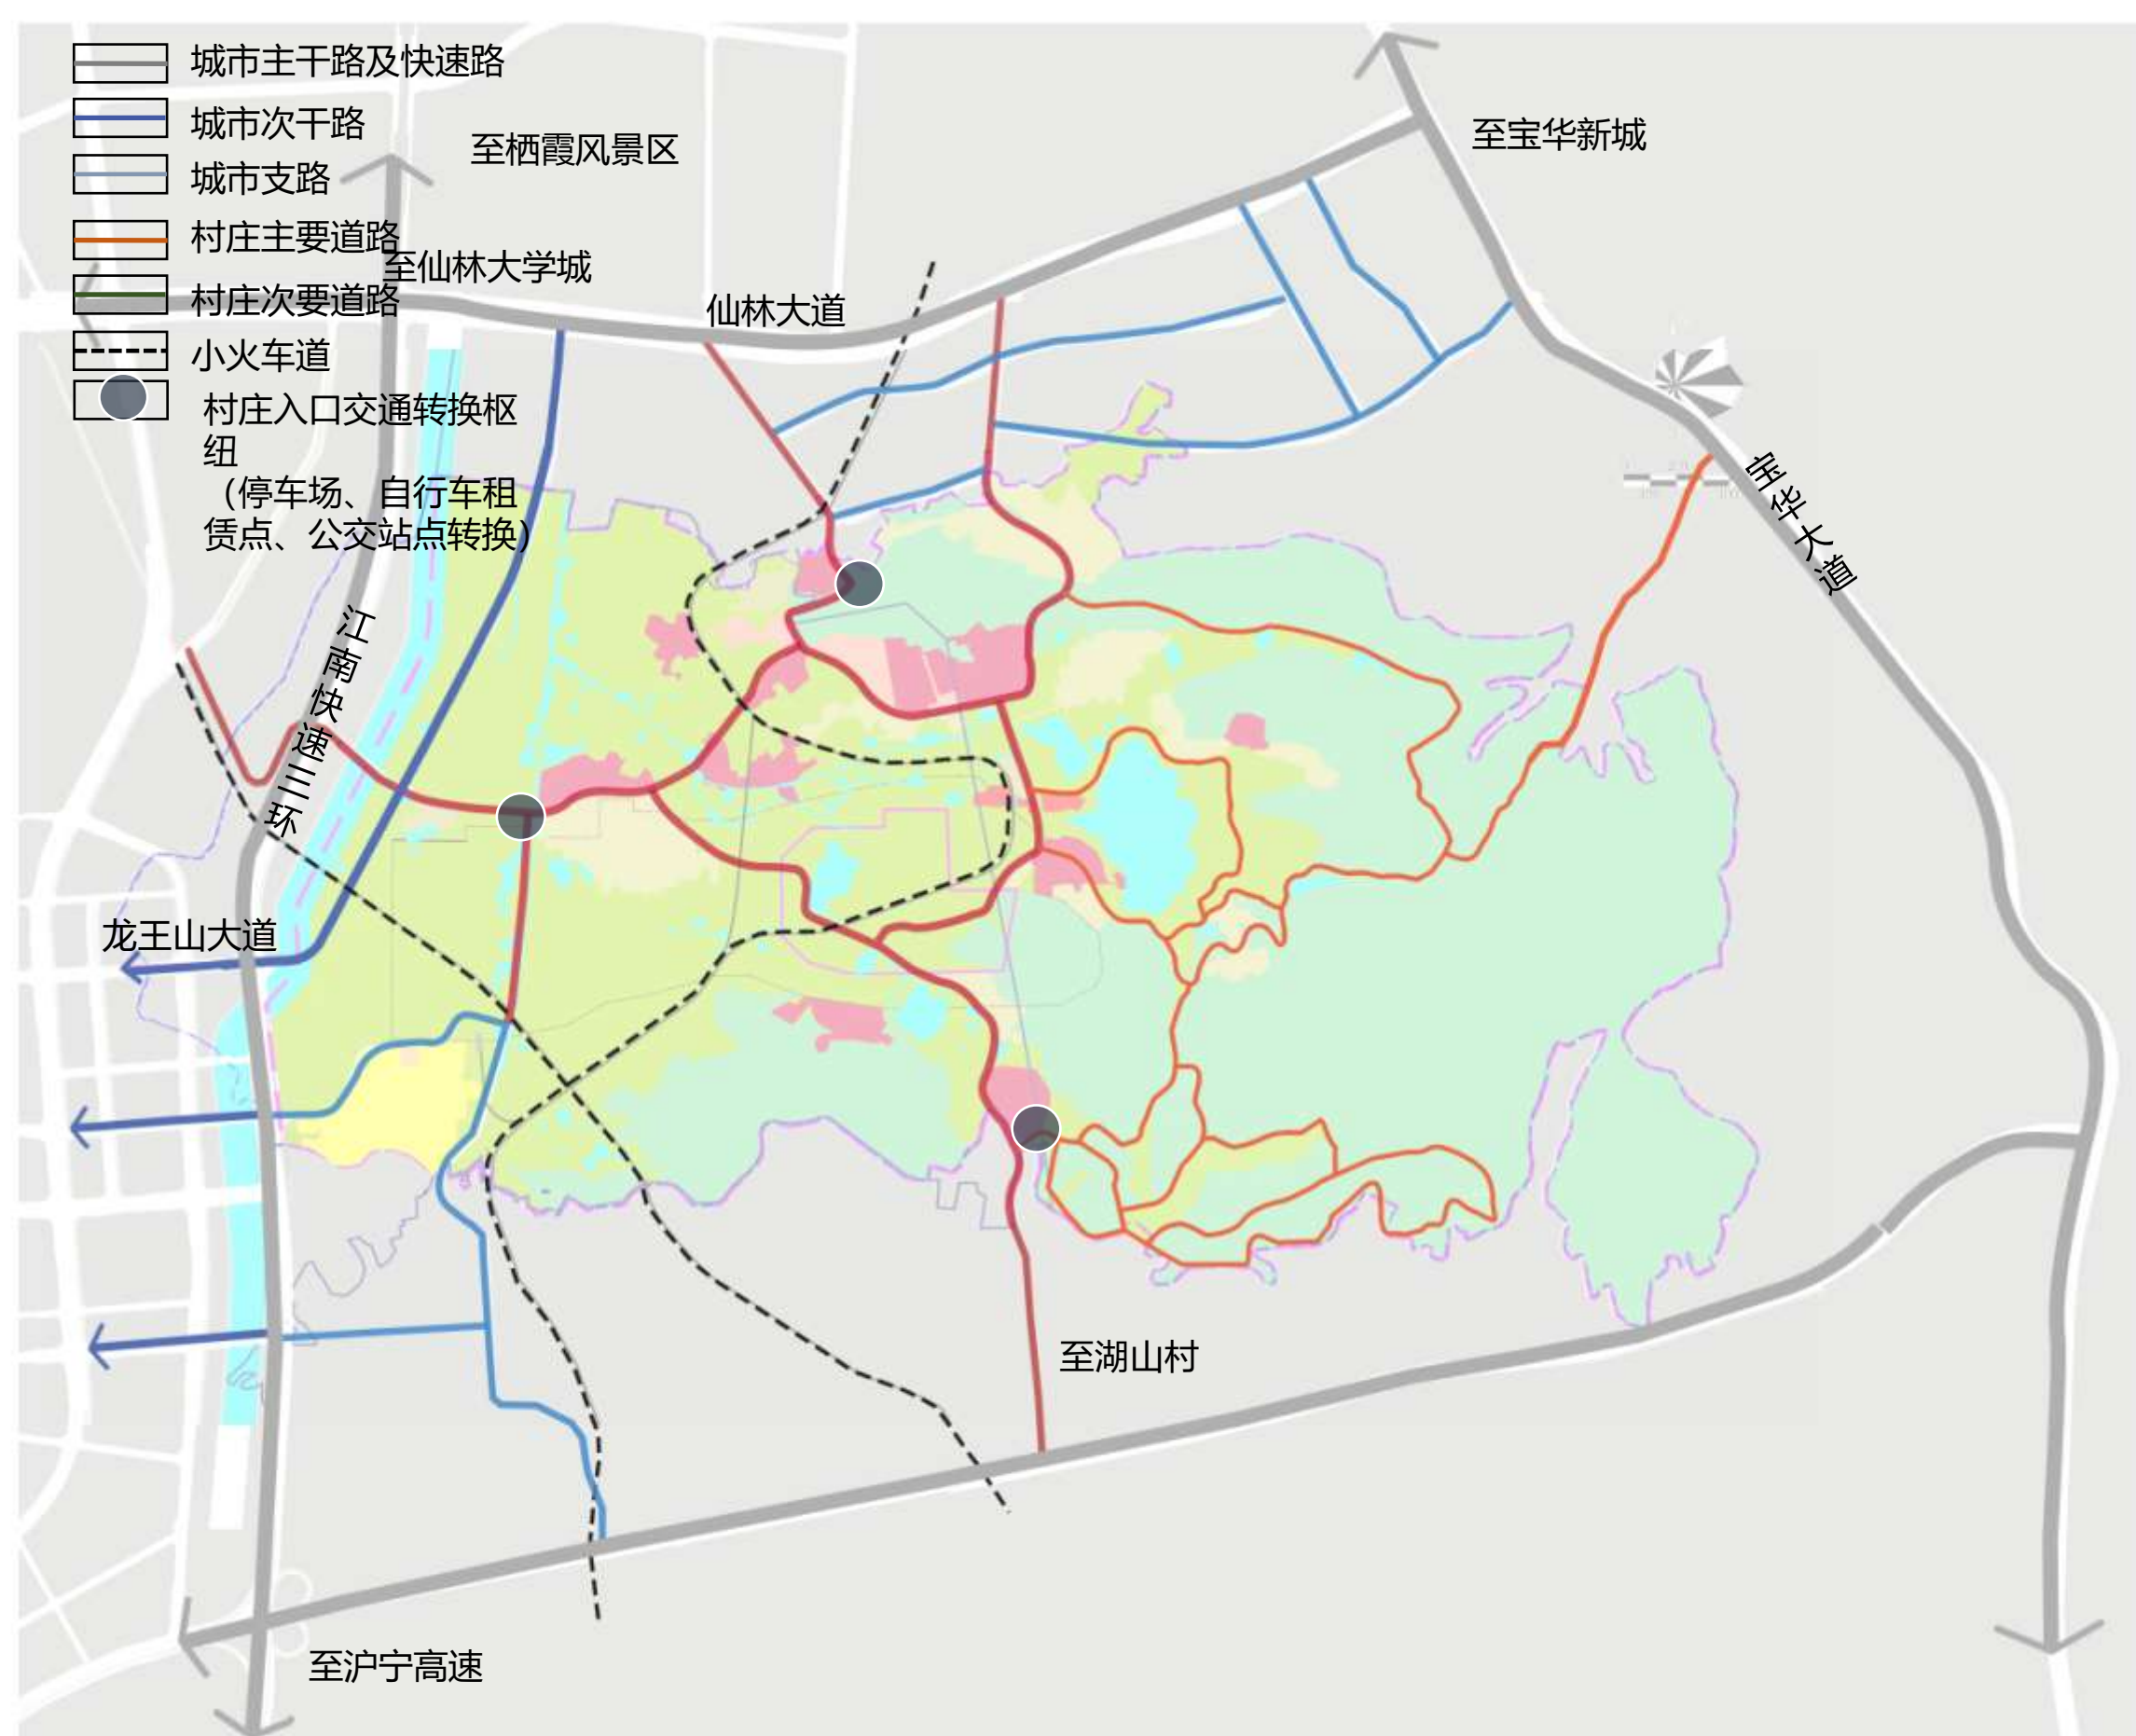 城市主干路及快速路
城市次干路
城市支路
村庄主要道路
村庄次要道路
小火车道
村庄入口交通转换枢
纽
（停车场、自行车租
赁点、公交站点转换）
至栖霞风景区
至宝华新城
至仙林大学城
仙林大道
宝华大道
江南快速三环
龙王山大道
至湖山村
至沪宁高速